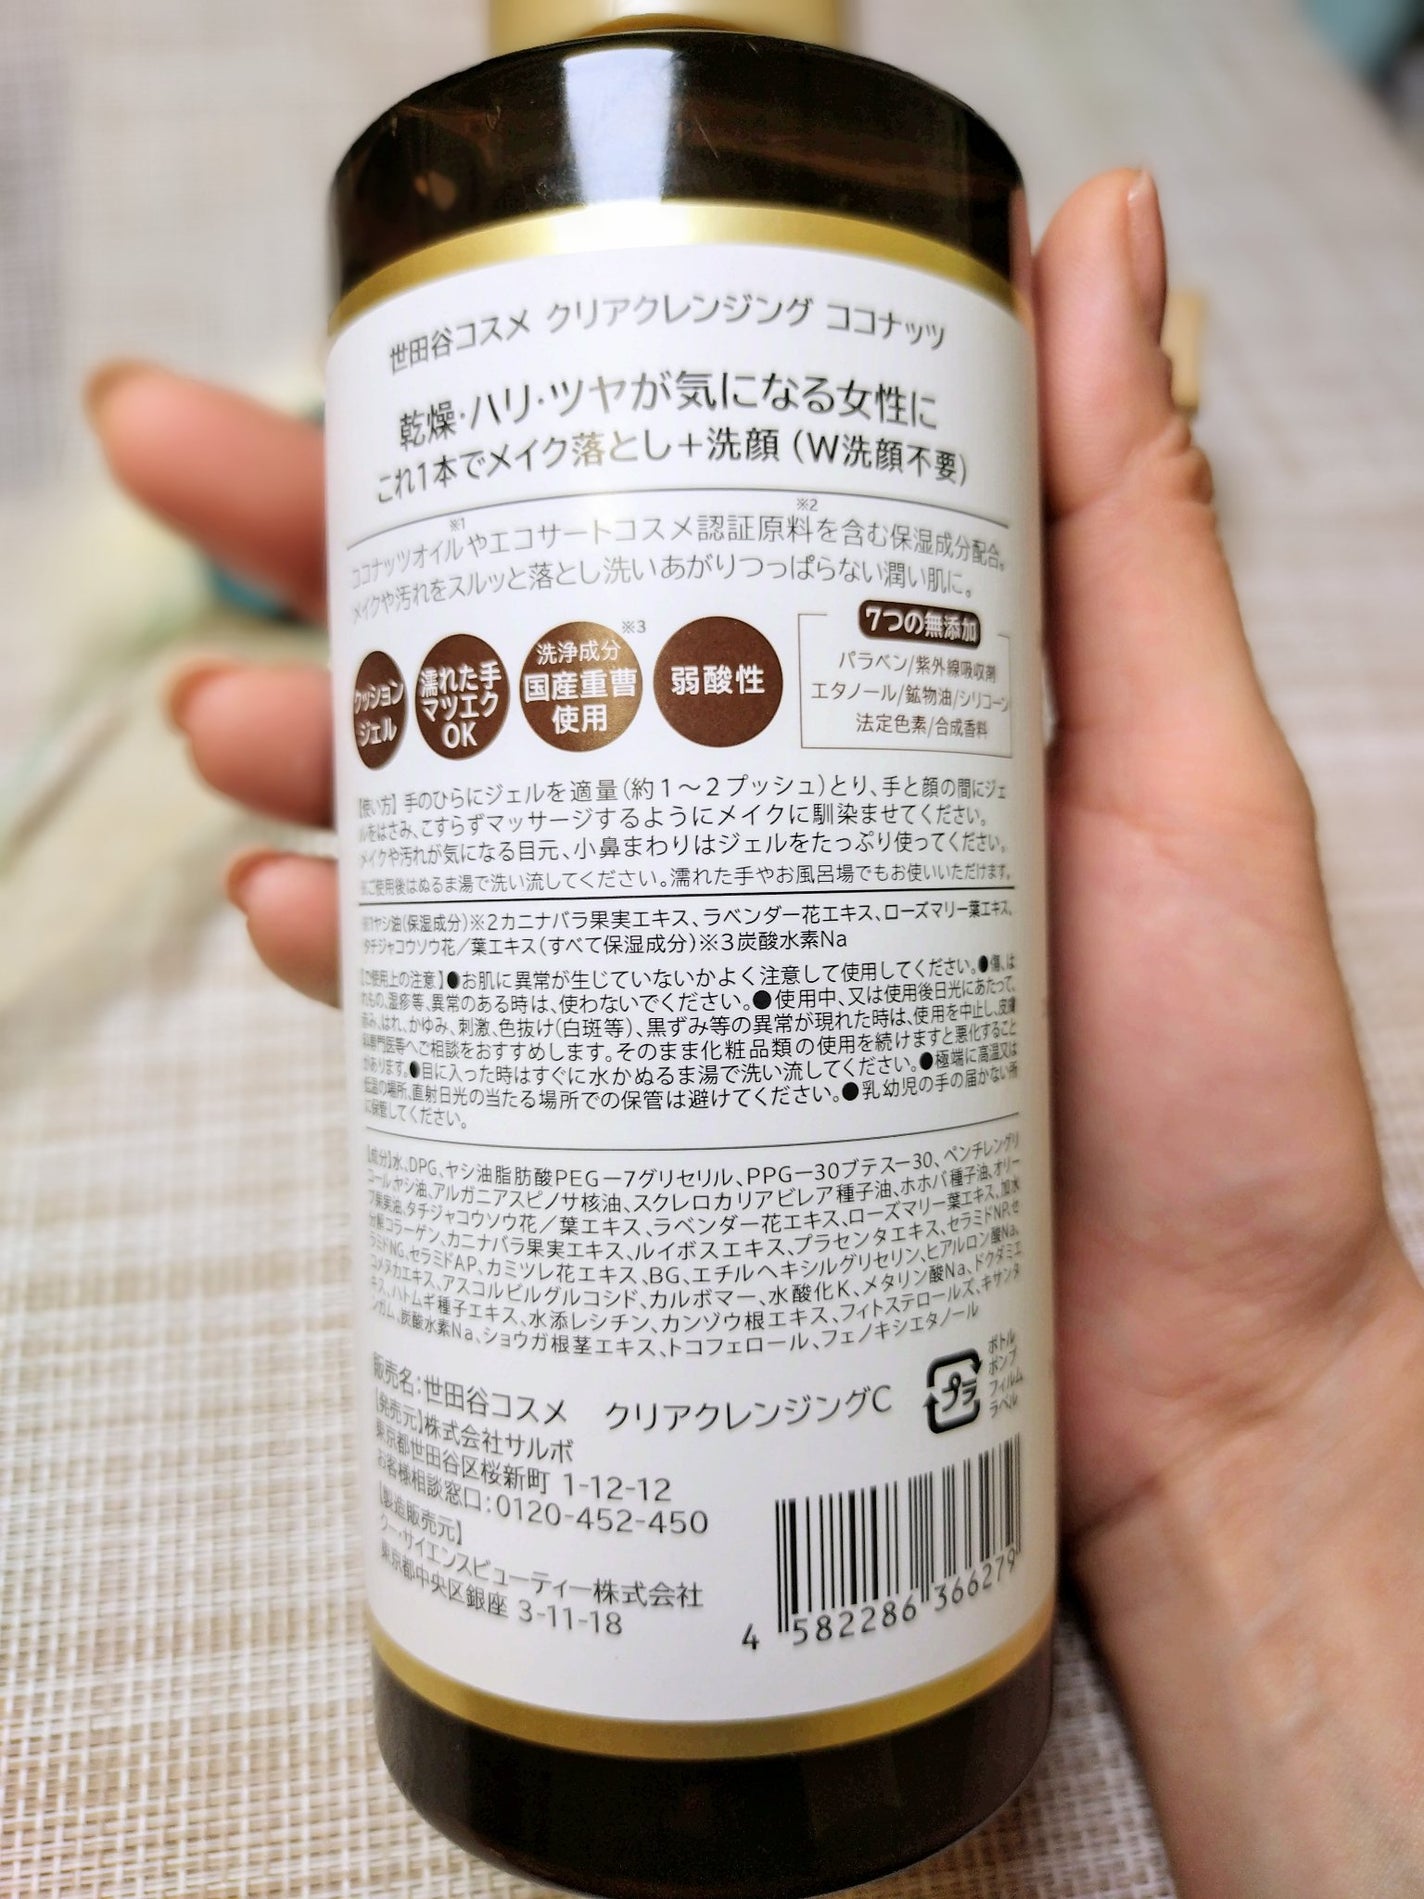 世田谷コスメ クリアクレンジング ココナッツ
乾燥・ハリ・ツヤが気になる女性に
これ1本でメイク落とし＋洗顔（W洗顔不要）
ココナッツオイル※1やエコサートコスメ認証原料※2を含む保湿成分配合。
メイクや汚れをスルッと落とし洗いあがりつっぱらない潤い肌に。
クッション
ジェル
濡れた手
マツエク
OK
洗浄成分※3
国産重曹
使用
弱酸性
7つの無添加
パラベン/紫外線吸収剤
エタノール/鉱物油/シリコーン
法定色素/合成香料
【使い方】手のひらにジェルを適量（約1～2プッシュ）とり、手と顔の間にジェ
ルをはさみ、こすらずマッサージするようにメイクに馴染ませてください。
メイクや汚れが気になる目元、小鼻まわりはジェルをたっぷり使ってください。
※ご使用後はぬるま湯で洗い流してください。濡れた手やお風呂場でもお使いいただけます。
※1ヤシ油(保湿成分)※2カニナバラ果実エキス、ラベンダー花エキス、ローズマリー葉エキス、
タチジャコウソウ花／葉エキス(すべて保湿成分)※3炭酸水素Na
【ご使用上の注意】●お肌に異常が生じていないかよく注意して使用してください。●傷、は
れもの、湿疹等、異常のある時は、使わないでください。●使用中、又は使用後日光にあたって、
赤み、はれ、かゆみ、刺激、色抜け(白斑等)、黒ずみ等の異常が現れた時は、使用を中止し、皮膚
科専門医等へご相談をおすすめします。そのまま化粧品類の使用を続けますと悪化すること
があります。●目に入った時はすぐに水かぬるま湯で洗い流してください。●極端に高温又は
低温の場所、直射日光の当たる場所での保管は避けてください。●乳幼児の手の届かない所
に保管してください。
【成分】水、DPG、ヤシ油脂肪酸PEG－7グリセリル、PPG－30ブテス－30、ペンチレングリ
コール、ヤシ油、アルガニアスピノサ核油、スクレロカリアビレア種子油、ホホバ種子油、オリー
ブ果実油、タチジャコウソウ花／葉エキス、ラベンダー花エキス、ローズマリー葉エキス、加水
分解コラーゲン、カニナバラ果実エキス、ルイボスエキス、プラセンタエキス、セラミドNP、セ
ラミドNG、セラミドAP、カミツレ花エキス、BG、エチルヘキシルグリセリン、ヒアルロン酸Na、
コメヌカエキス、アスコルビルグルコシド、カルボマー、水酸化K、メタリン酸Na、ドクダミエ
キス、ハトムギ種子エキス、水添レシチン、カンゾウ根エキス、フィトステロールズ、キサンタ
ンガム、炭酸水素Na、ショウガ根茎エキス、トコフェロール、フェノキシエタノール
販売名：世田谷コスメ クリアクレンジングC
【発売元】株式会社サルボ
東京都世田谷区桜新町 1-12-12
お客様相談窓口：0120-452-450
【製造販売元】
クー・サイエンスビューティー株式会社
東京都中央区銀座 3-11-18
プラ
ボトル
ポンプ
フィルム
ラベル
4 582286 366279